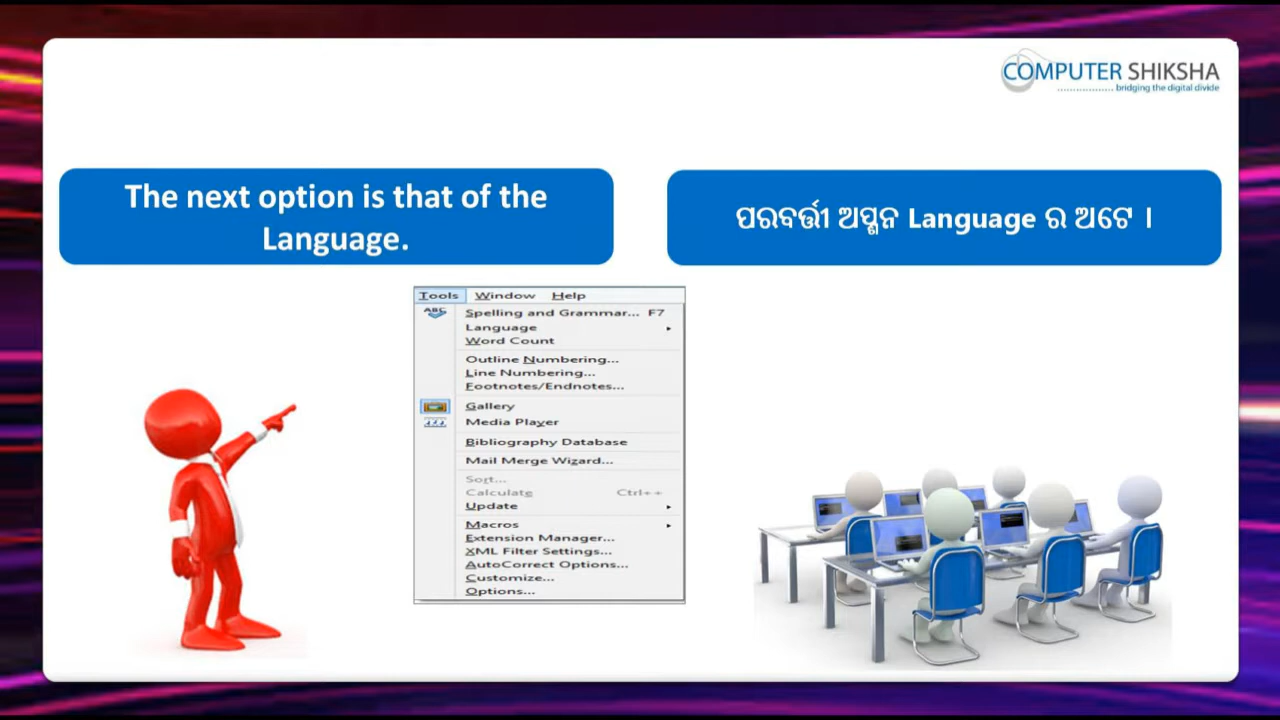 COMPUTER SHIKSHA
bridging the digital divide
The next option is that of the
Language.
ପରବର୍ତ୍ତୀ ଅପ୍ଶନ Language ର ଅଟେ ।
Tools Window Help
ABC Spelling and Grammar... F7
Language
Word Count
Outline Numbering...
Line Numbering...
Footnotes/Endnotes...
Gallery
Media Player
Bibliography Database
Mail Merge Wizard...
Sort...
Calculate Ctrl++
Update
Macros
Extension Manager...
XML Filter Settings...
AutoCorrect Options...
Customize...
Options...